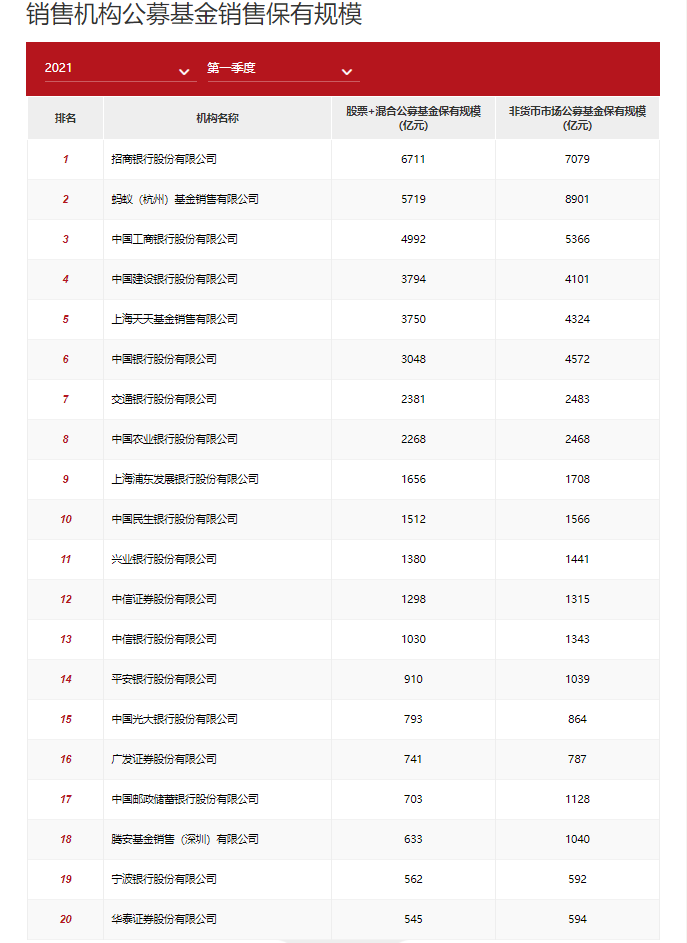 销售机构公募基金销售保有规模
2021 第一季度
排名 机构名称 股票+混合公募基金保有规模 非货币市场公募基金保有规模
(亿元) (亿元)
1 招商银行股份有限公司 6711 7079
2 蚂蚁（杭州）基金销售有限公司 5719 8901
3 中国工商银行股份有限公司 4992 5366
4 中国建设银行股份有限公司 3794 4101
5 上海天天基金销售有限公司 3750 4324
6 中国银行股份有限公司 3048 4572
7 交通银行股份有限公司 2381 2483
8 中国农业银行股份有限公司 2268 2468
9 上海浦东发展银行股份有限公司 1656 1708
10 中国民生银行股份有限公司 1512 1566
11 兴业银行股份有限公司 1380 1441
12 中信证券股份有限公司 1298 1315
13 中信银行股份有限公司 1030 1343
14 平安银行股份有限公司 910 1039
15 中国光大银行股份有限公司 793 864
16 广发证券股份有限公司 741 787
17 中国邮政储蓄银行股份有限公司 703 1128
18 腾安基金销售（深圳）有限公司 633 1040
19 宁波银行股份有限公司 562 592
20 华泰证券股份有限公司 545 594